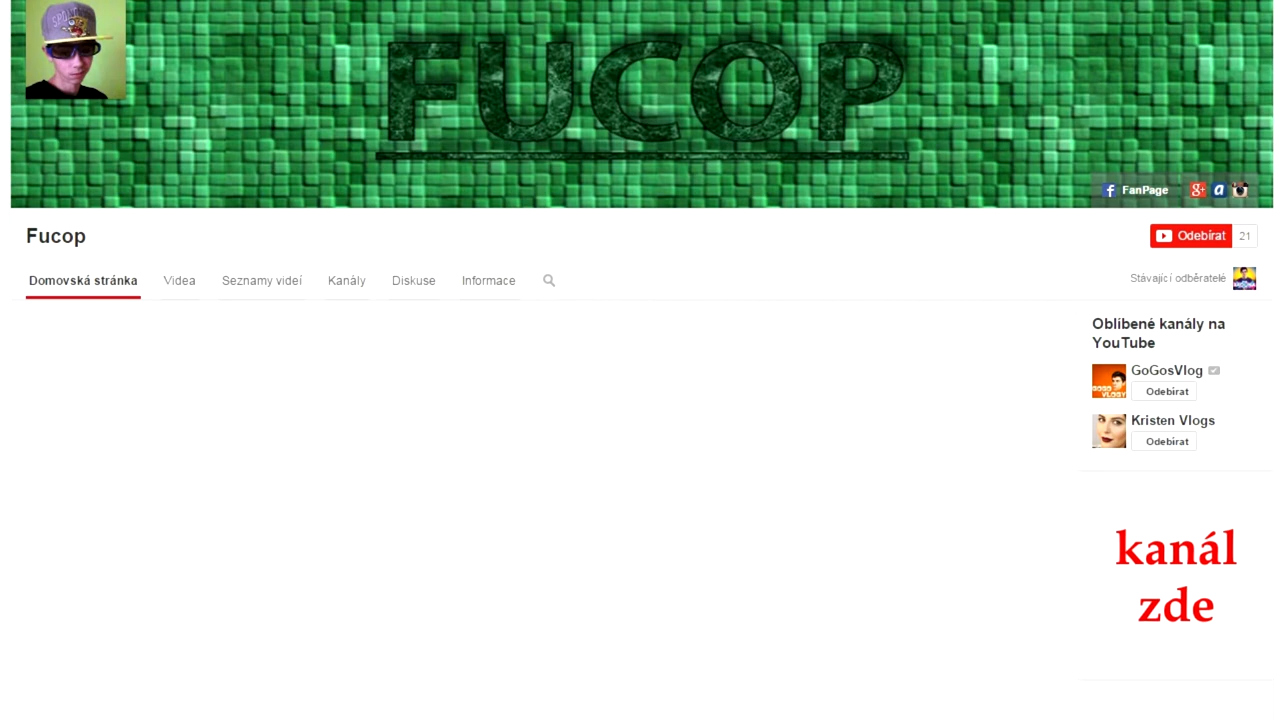 FUCOP
FanPage
Fucop
Odebírat 21
Domovská stránka Videa Seznamy videí Kanály Diskuse Informace
Stávající odběratelé
Oblíbené kanály na
YouTube
GoGosVlog
Odebírat
Kristen Vlogs
Odebírat
kanál
zde